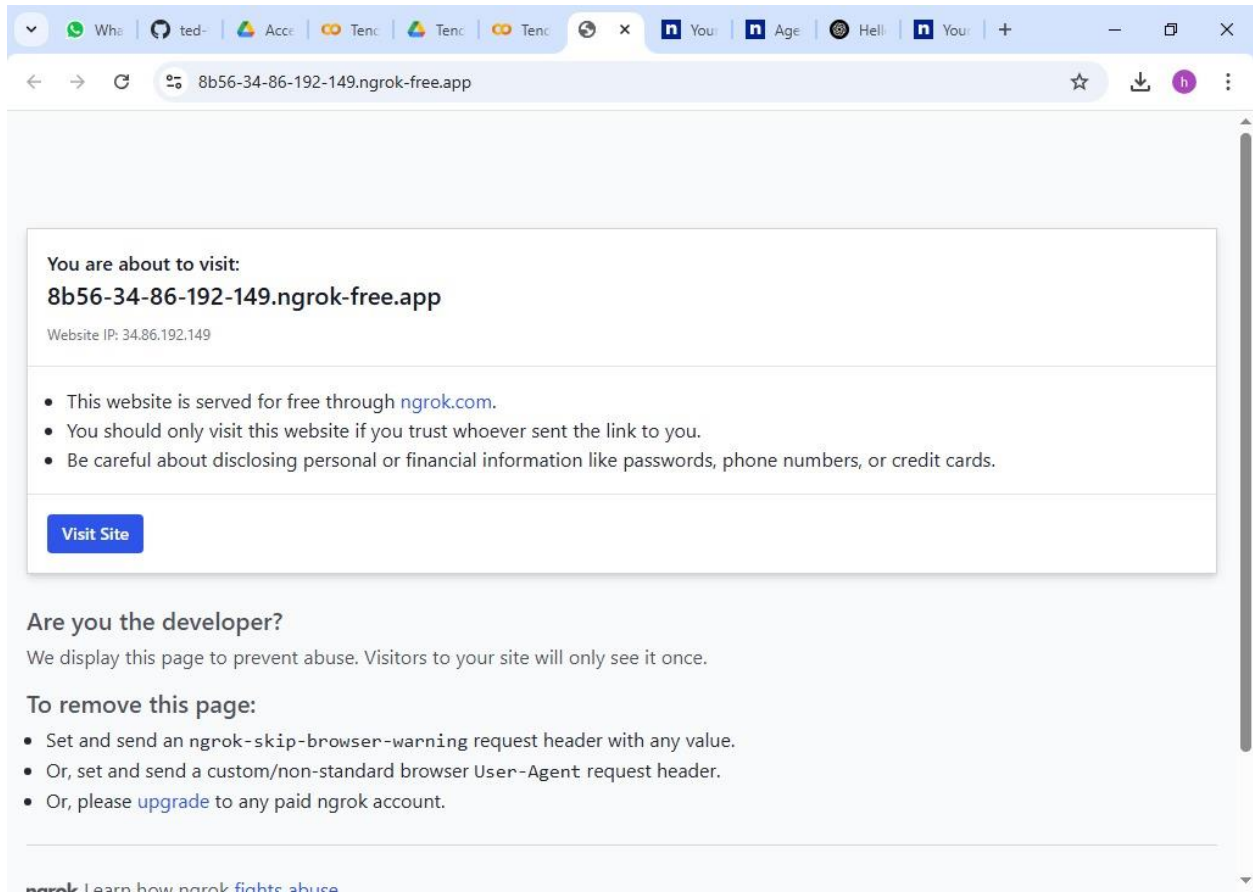 Wha
ted-
Acce
Tenc
Tenc
Tenc
You
Age
Hell
You
8b56-34-86-192-149.ngrok-free.app
h
You are about to visit:
8b56-34-86-192-149.ngrok-free.app
Website IP: 34.86.192.149
• This website is served for free through ngrok.com.
• You should only visit this website if you trust whoever sent the link to you.
• Be careful about disclosing personal or financial information like passwords, phone numbers, or credit cards.
Visit Site
Are you the developer?
We display this page to prevent abuse. Visitors to your site will only see it once.
To remove this page:
• Set and send an ngrok-skip-browser-warning request header with any value.
• Or, set and send a custom/non-standard browser User-Agent request header.
• Or, please upgrade to any paid ngrok account.
ngrok Learn how ngrok fights abuse